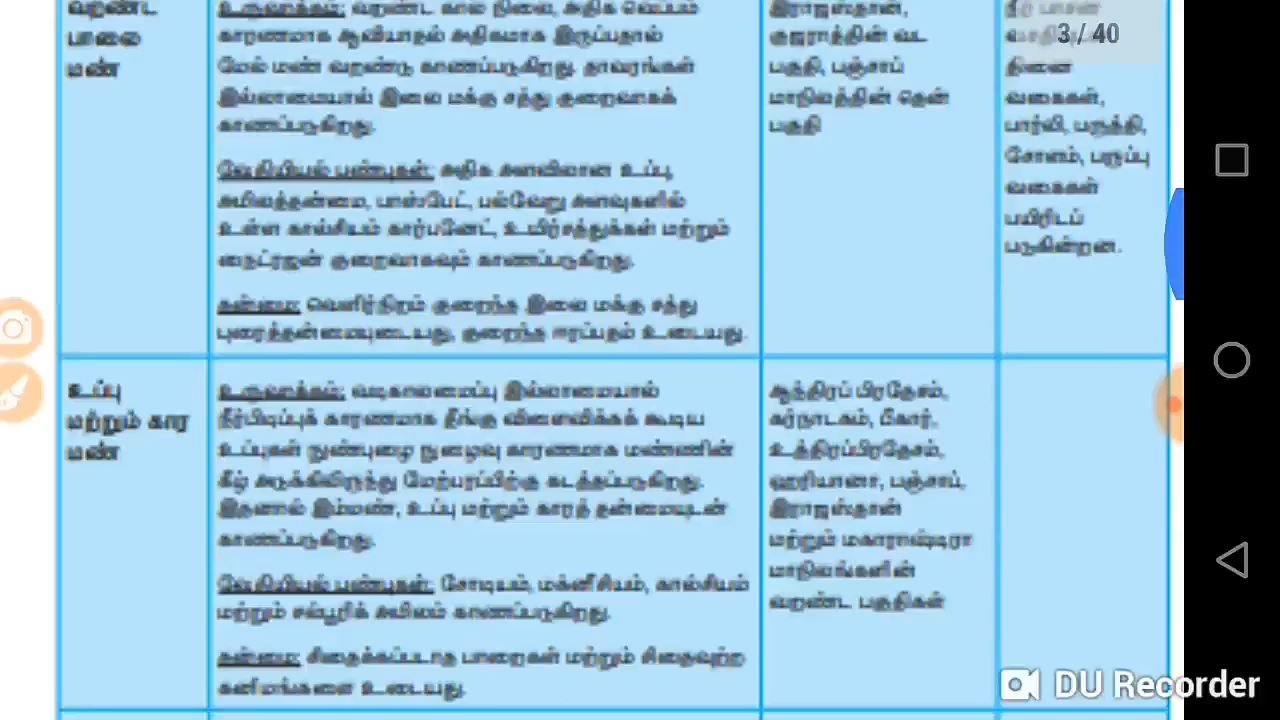 வறண்ட
பாலை
மண்
உருவாக்கம்: வறண்ட கால நிலை, அதிக வெப்பம்
காரணமாக ஆவியாதல் அதிகமாக இருப்பதால்
மேல் மண் வறண்டு காணப்படுகிறது. தாவரங்கள்
இல்லாமையால் இலை மக்கு சத்து குறைவாகக்
காணப்படுகிறது.
வேதியியல் பண்புகள்: அதிக அளவிலான உப்பு,
அமிலத்தன்மை, பாஸ்பேட், பல்வேறு அளவுகளில்
உள்ள கால்சியம் கார்பனேட், உயிர்சத்துக்கள் மற்றும்
நைட்ரஜன் குறைவாகவும் காணப்படுகிறது.
தன்மை: வெளிர்நிறம் குறைந்த இலை மக்கு சத்து
புரைத்தன்மையுடையது, குறைந்த ஈரப்பதம் உடையது.
இராஜஸ்தான்,
குஜராத்தின் வட
பகுதி, பஞ்சாப்
மாநிலத்தின் தென்
பகுதி
நீர் பாசன
தினை
வகைகள்,
பார்லி, பருத்தி,
சோளம், பருப்பு
வகைகள்
பயிரிடப்
படுகின்றன.
3 / 40
உப்பு
மற்றும் கார
மண்
உருவாக்கம்: வடிகாலமைப்பு இல்லாமையால்
நீர்பிடிப்புக் காரணமாக தீங்கு விளைவிக்கக் கூடிய
உப்புகள் நுண்புழை நுழைவு காரணமாக மண்ணின்
கீழ் அடுக்கிலிருந்து மேற்பரப்பிற்கு கடத்தப்படுகிறது.
இதனால் இம்மண், உப்பு மற்றும் காரத் தன்மையுடன்
காணப்படுகிறது.
வேதியியல் பண்புகள்: சோடியம், மக்னீசியம், கால்சியம்
மற்றும் சல்பூரிக் அமிலம் காணப்படுகிறது.
தன்மை: சிதைக்கப்படாத பாறைகள் மற்றும் சிதைவுற்ற
கனிமங்களை உடையது.
ஆந்திரப் பிரதேசம்,
கர்நாடகம், பீகார்,
உத்திரப்பிரதேசம்,
ஹரியானா, பஞ்சாப்,
இராஜஸ்தான்
மற்றும் மகாராஷ்டிரா
மாநிலங்களின்
வறண்ட பகுதிகள்
DU Recorder